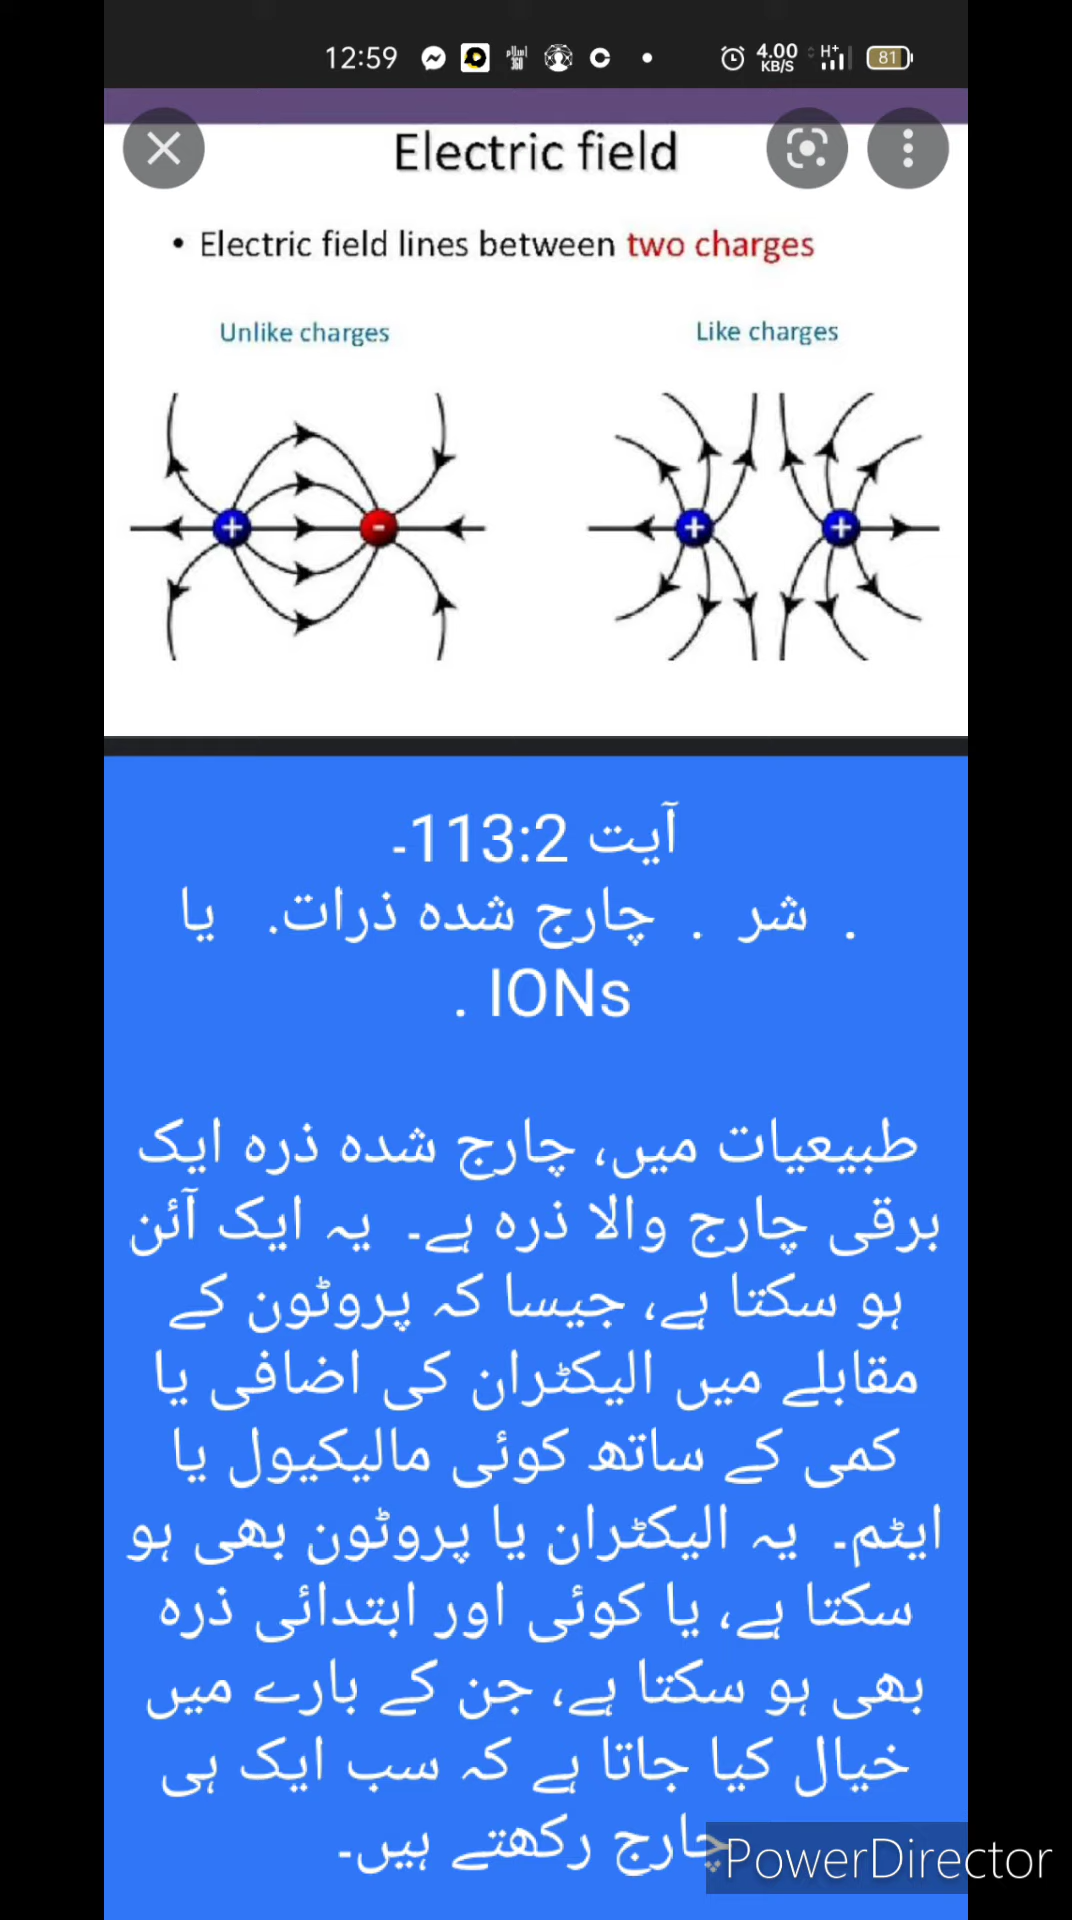 12:59
4.00 KB/S
H+
81
Electric field
• Electric field lines between two charges
Unlike charges
Like charges
+
-
+
+
آیت 113:2-
. شر . چارج شدہ ذرات. یا
IONs .
طبیعیات میں، چارج شدہ ذرہ ایک
برقی چارج والا ذرہ ہے۔ یہ ایک آئن
ہو سکتا ہے، جیسا کہ پروٹون کے
مقابلے میں الیکٹران کی اضافی یا
کمی کے ساتھ کوئی مالیکیول یا
ایٹم۔ یہ الیکٹران یا پروٹون بھی ہو
سکتا ہے، یا کوئی اور ابتدائی ذرہ
بھی ہو سکتا ہے، جن کے بارے میں
خیال کیا جاتا ہے کہ سب ایک ہی
چارج رکھتے ہیں۔
PowerDirector